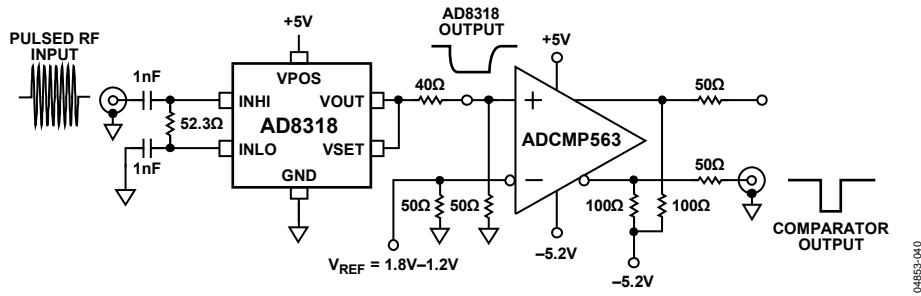 PULSED RF
INPUT
1nF
52.3Ω
1nF
+5V
VPOS
INHI
VOUT
AD8318
INLO
VSET
GND
AD8318
OUTPUT
40Ω
+5V
+
ADCMP563
–
50Ω
50Ω
VREF = 1.8V–1.2V
–5.2V
100Ω
100Ω
–5.2V
50Ω
50Ω
COMPARATOR
OUTPUT
04853-040